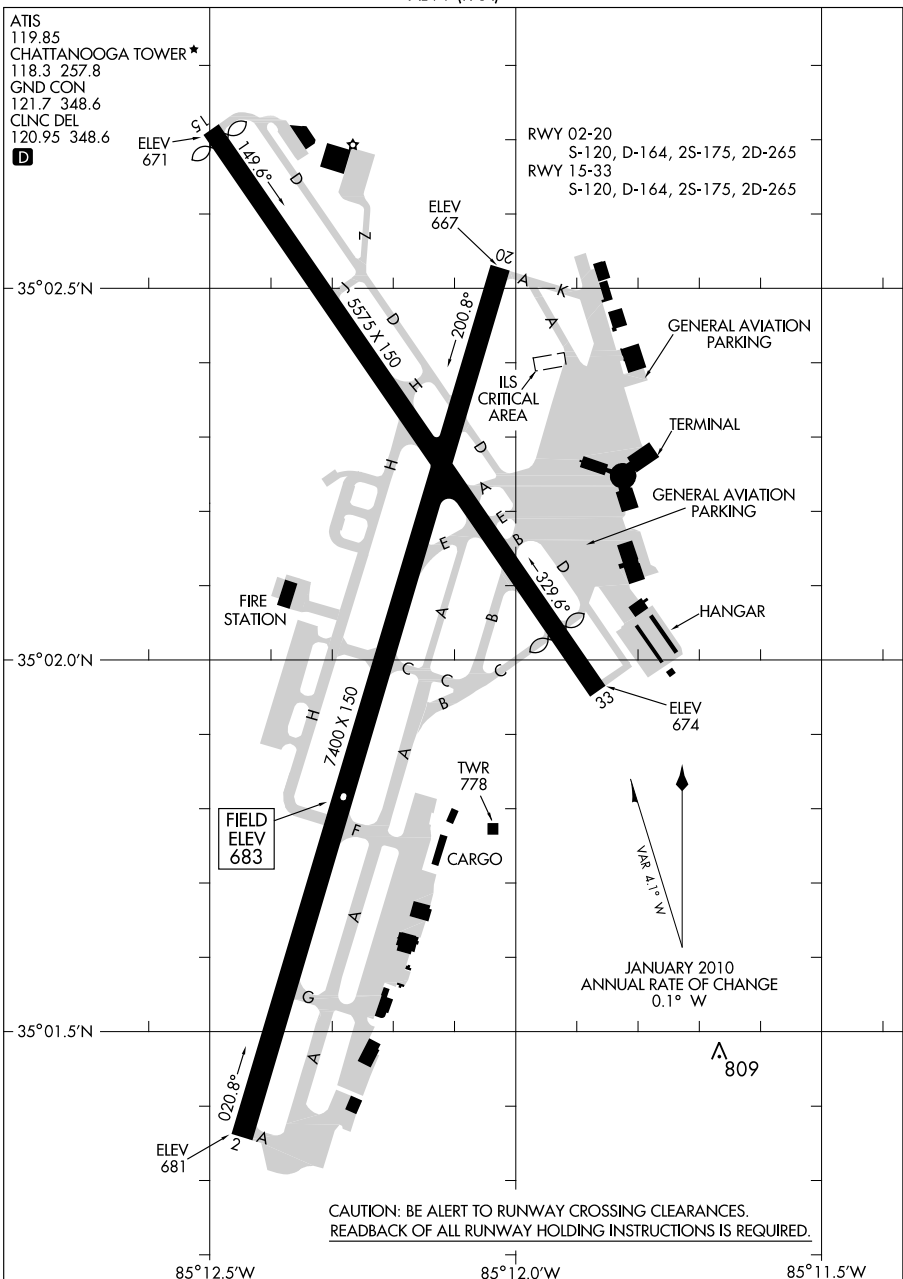 ATIS
119.85
CHATTANOOGA TOWER
118.3 257.8
GND CON
121.7 348.6
CLNC DEL
120.95 348.6
D
RWY 02-20
S-120, D-164, 2S-175, 2D-265
RWY 15-33
S-120, D-164, 2S-175, 2D-265
15
ELEV
671
149.6°
D
N
ELEV
667
20
A
K
A
35°02.5'N
200.8°
J
D
5575 X 150
H
ILS
CRITICAL
AREA
GENERAL AVIATION
PARKING
TERMINAL
D
H
A
E
GENERAL AVIATION
PARKING
E
B
D
329.6°
FIRE
STATION
A
B
HANGAR
35°02.0'N
C
C
C
B
33
ELEV
674
H
7400 X 150
A
TWR
778
FIELD
ELEV
683
F
CARGO
VAR 4.1° W
A
JANUARY 2010
ANNUAL RATE OF CHANGE
0.1° W
G
35°01.5'N
A
809
020.8°
2
A
ELEV
681
CAUTION: BE ALERT TO RUNWAY CROSSING CLEARANCES.
READBACK OF ALL RUNWAY HOLDING INSTRUCTIONS IS REQUIRED.
85°12.5'W
85°12.0'W
85°11.5'W